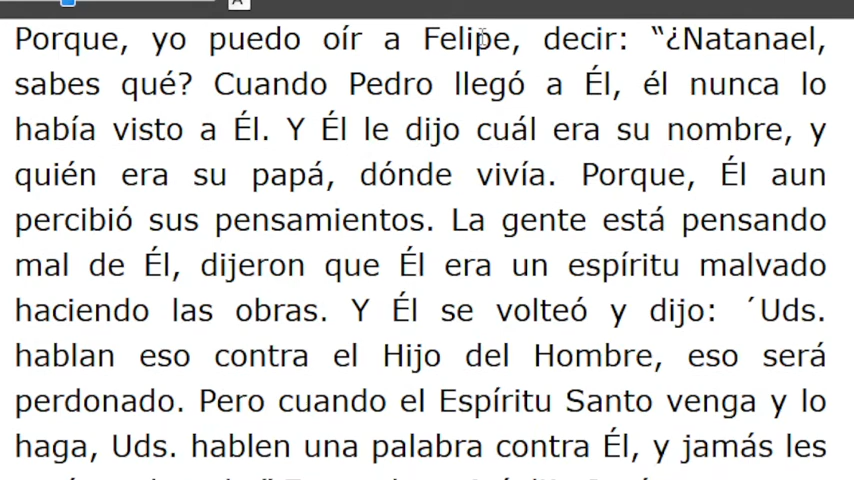 Porque, yo puedo oír a Felipe, decir: “¿Natanael,
sabes qué? Cuando Pedro llegó a Él, él nunca lo
había visto a Él. Y Él le dijo cuál era su nombre, y
quién era su papá, dónde vivía. Porque, Él aun
percibió sus pensamientos. La gente está pensando
mal de Él, dijeron que Él era un espíritu malvado
haciendo las obras. Y Él se volteó y dijo: ´Uds.
hablan eso contra el Hijo del Hombre, eso será
perdonado. Pero cuando el Espíritu Santo venga y lo
haga, Uds. hablen una palabra contra Él, y jamás les